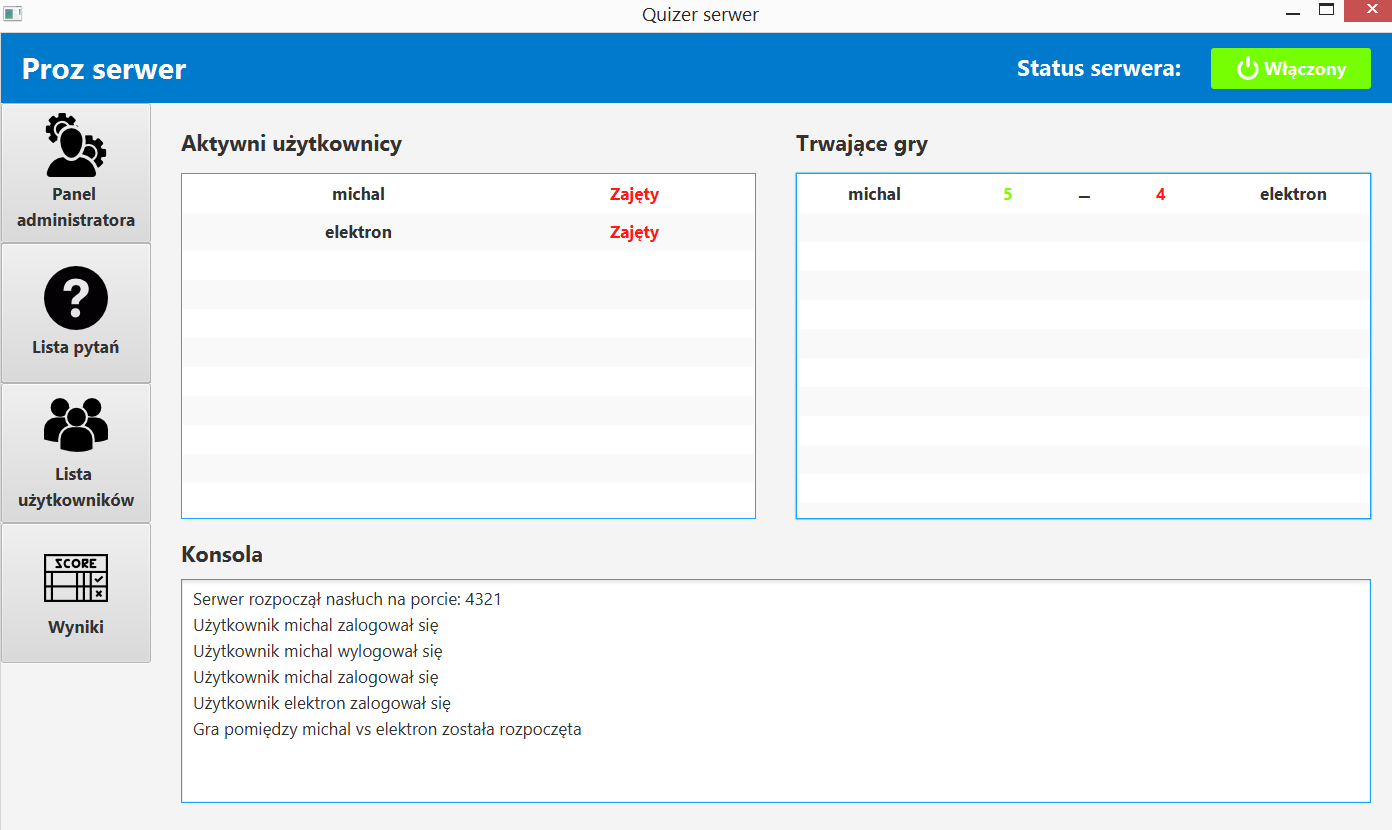 Quizer serwer
Proz serwer
Status serwera:
Włączony
Panel
administratora
Lista pytań
Lista
użytkowników
SCORE
Wyniki
Aktywni użytkownicy
michal Zajęty
elektron Zajęty
Trwające gry
michal 5 – 4 elektron
Konsola
Serwer rozpoczął nasłuch na porcie: 4321
Użytkownik michal zalogował się
Użytkownik michal wylogował się
Użytkownik michal zalogował się
Użytkownik elektron zalogował się
Gra pomiędzy michal vs elektron została rozpoczęta